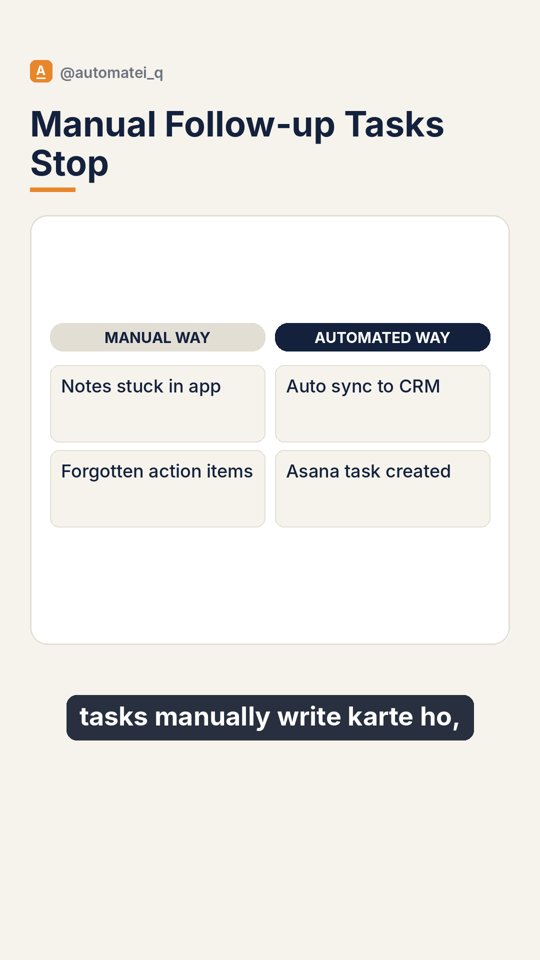 A
@automatei_q
Manual Follow-up Tasks
Stop
MANUAL WAY
AUTOMATED WAY
Notes stuck in app
Auto sync to CRM
Forgotten action items
Asana task created
tasks manually write karte ho,